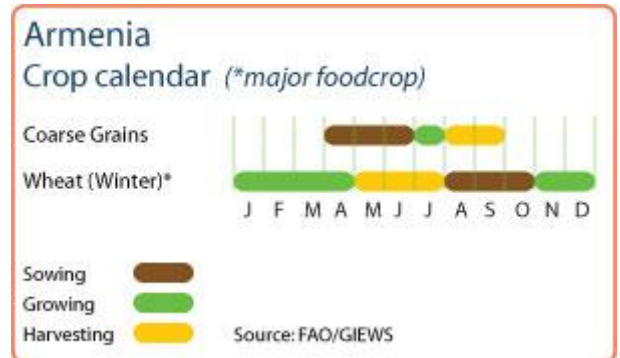 Armenia
Crop calendar (*major foodcrop)
Coarse Grains
Wheat (Winter)*
J F M A M J J A S O N D
Sowing
Growing
Harvesting
Source: FAO/GIEWS